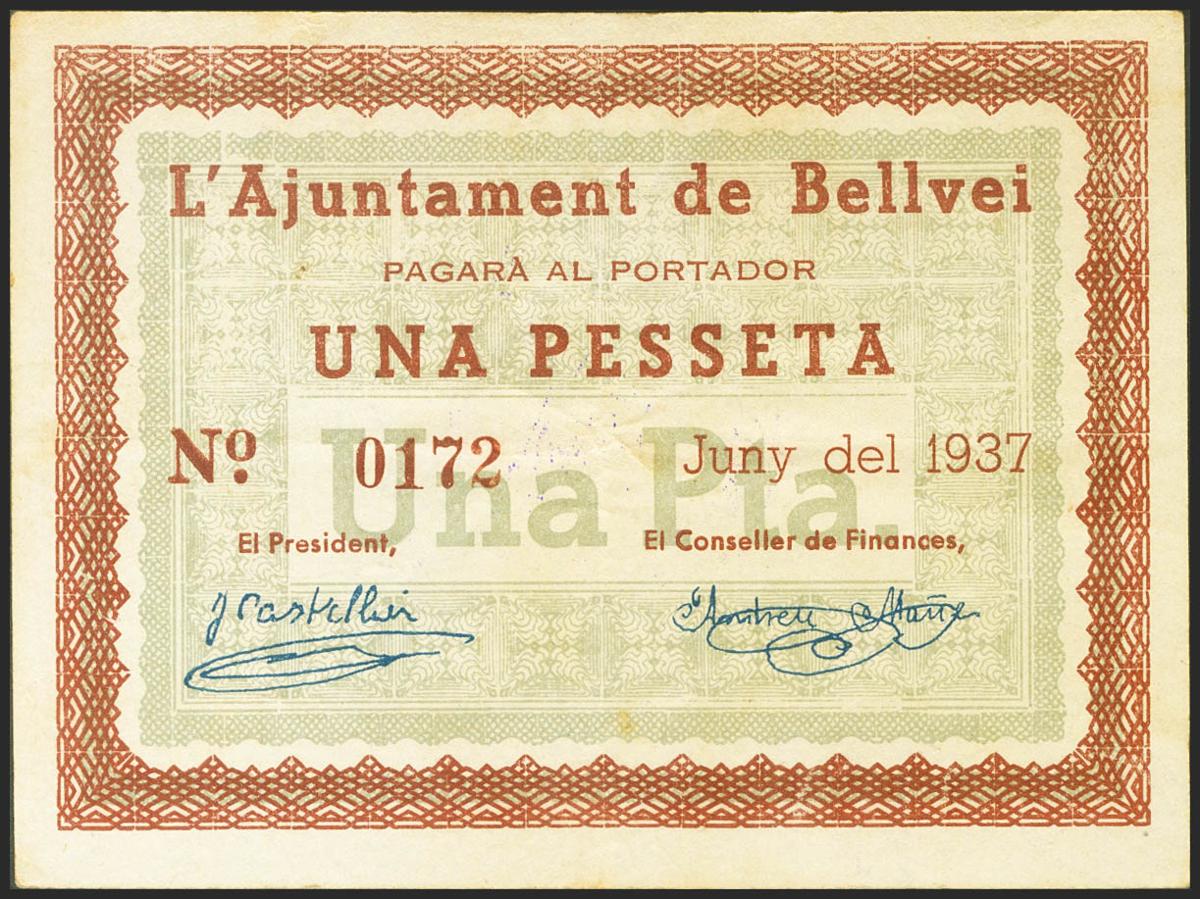 L'Ajuntament de Bellvei
PAGARÀ AL PORTADOR
UNA PESSETA
Nº. 0172 Juny del 1937
Una Pta.
El President, El Conseller de Finances,